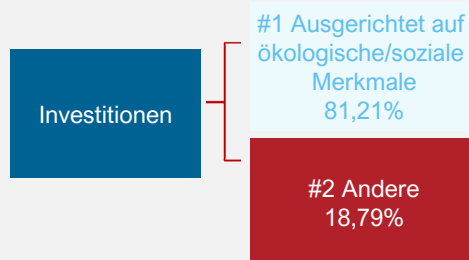 Investitionen
#1 Ausgerichtet auf
ökologische/soziale
Merkmale
81,21%
#2 Andere
18,79%